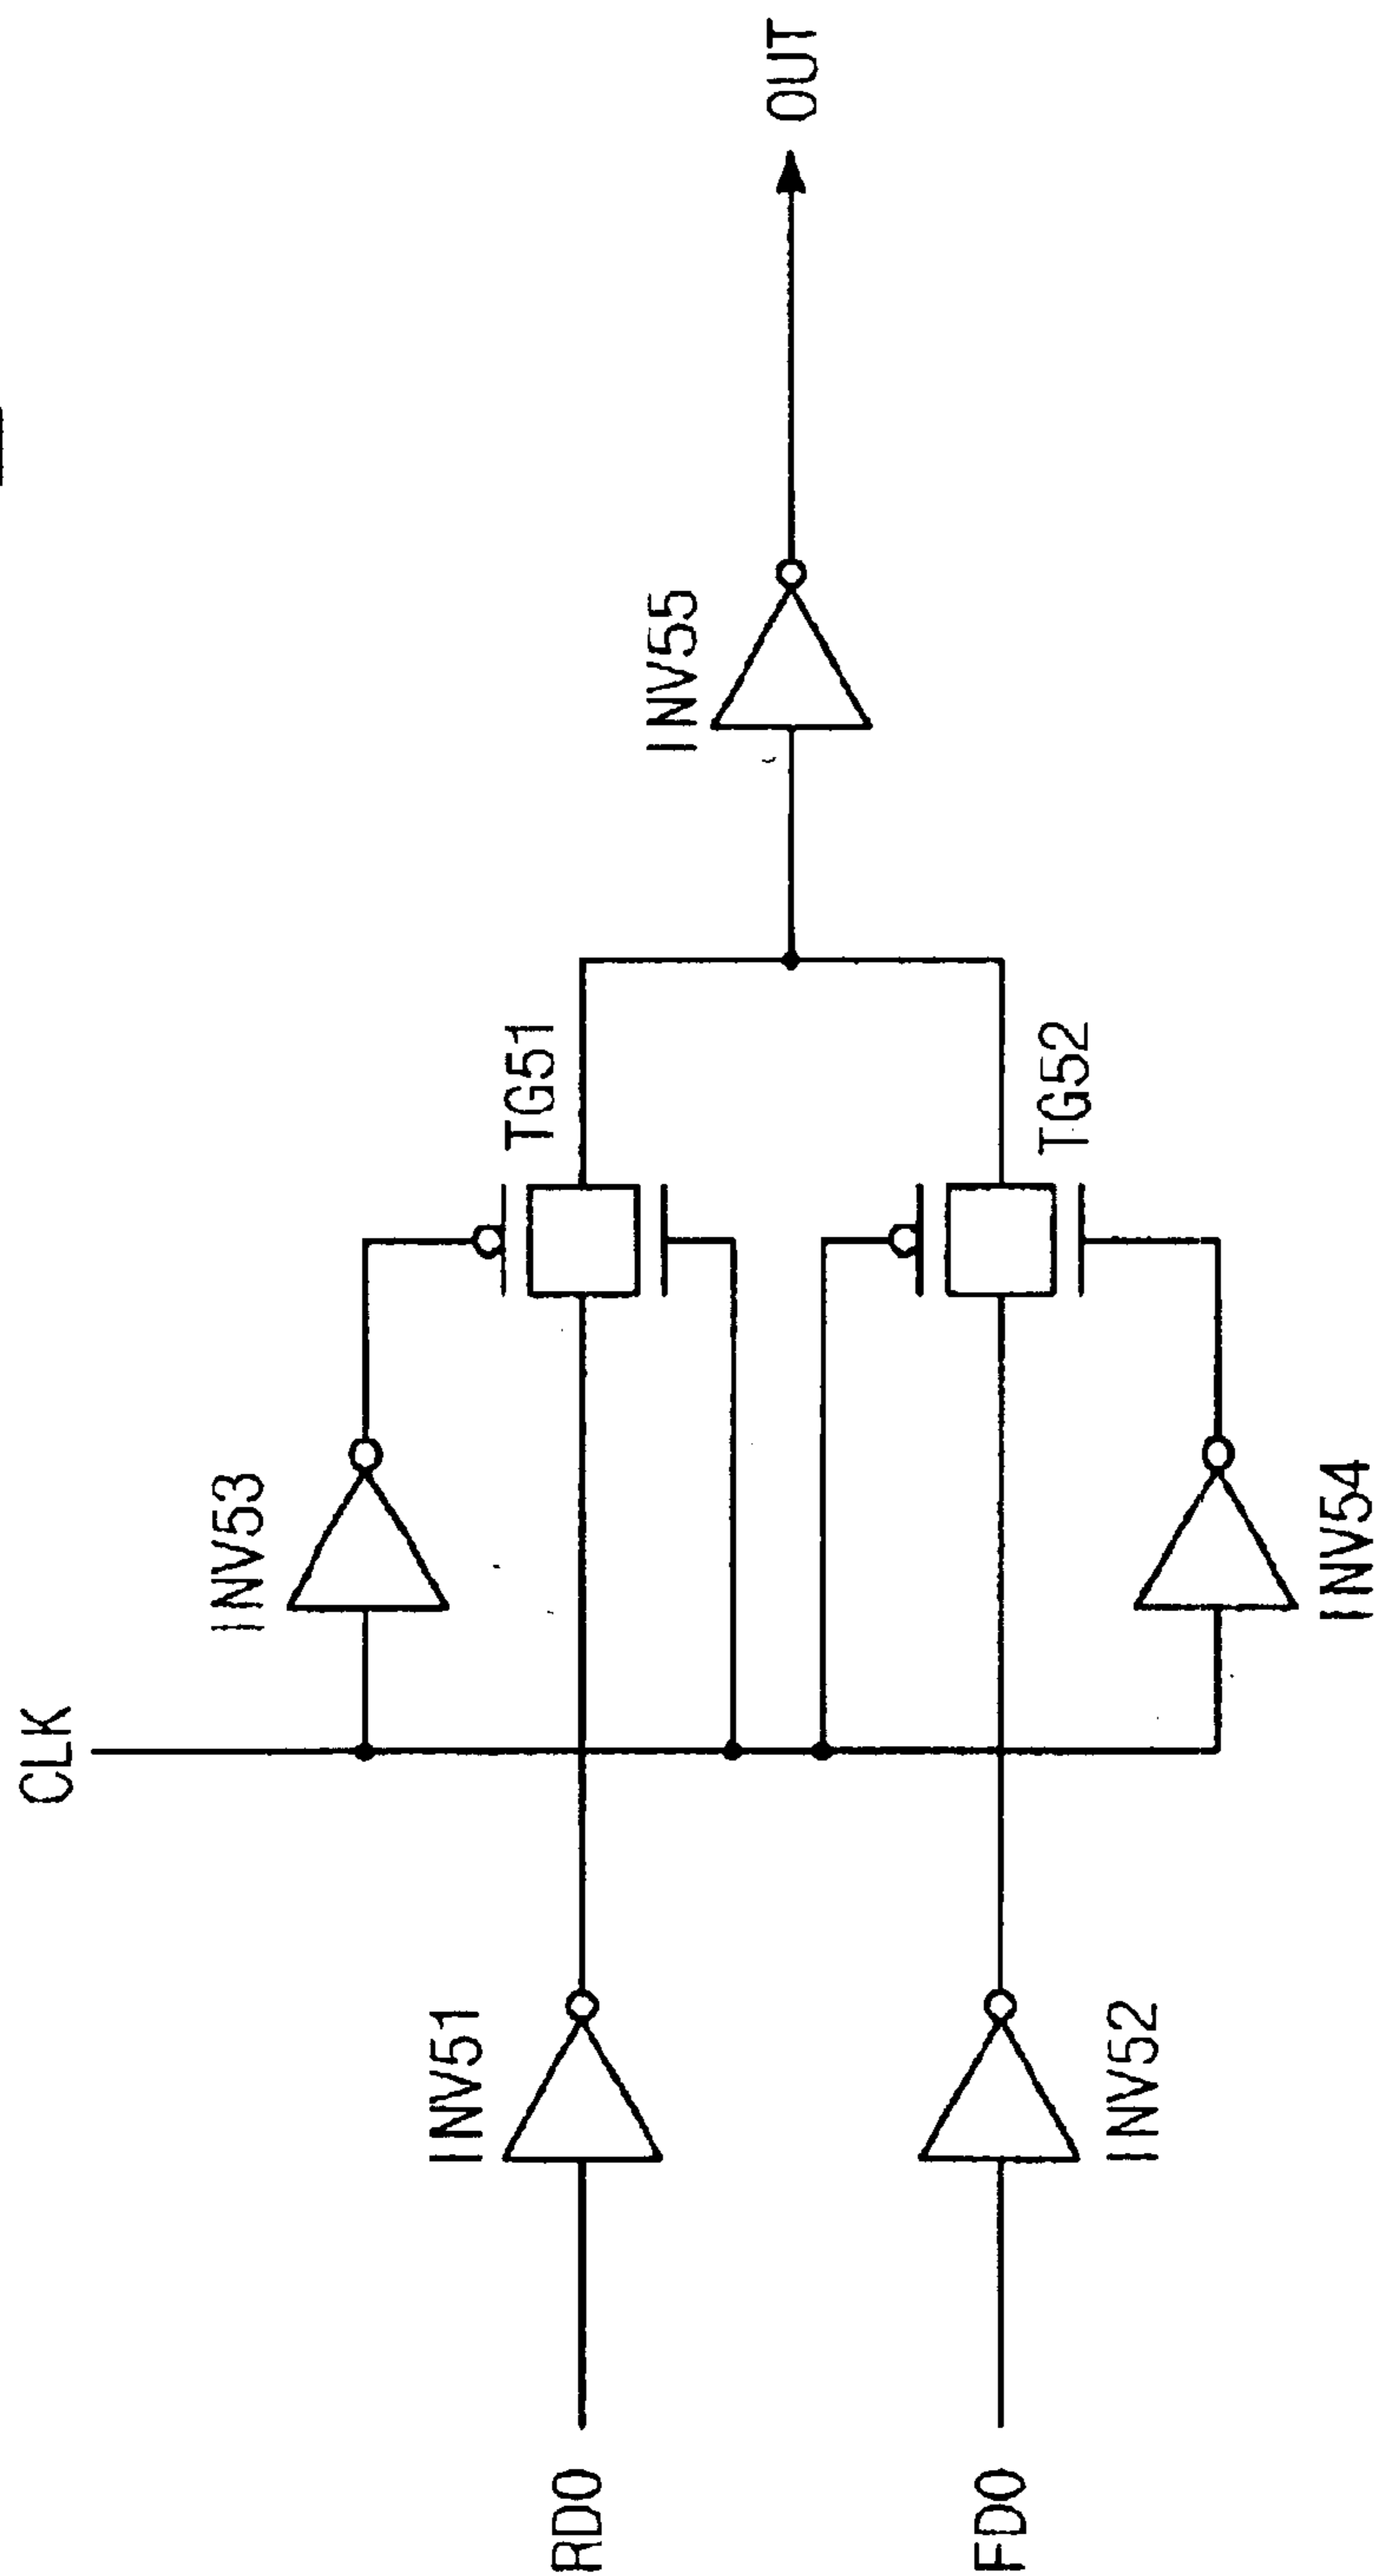 CLK
INV53
INV51
TG51
RDO
INV55
OUT
TG52
INV52
FDO
INV54